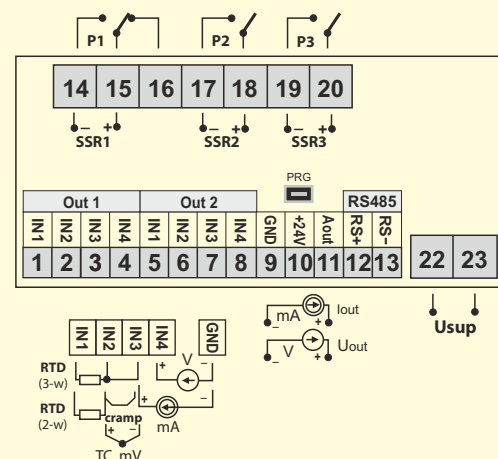 P1 P2 P3
14 15 16 17 18 19 20
– + – + – +
SSR1 SSR2 SSR3
PRG
Out 1 Out 2 RS485
IN1 IN2 IN3 IN4 IN1 IN2 IN3 IN4 GND +24V Aout RS+ RS-
1 2 3 4 5 6 7 8 9 10 11 12 13 22 23
Usup
mA Iout
– +
V Uout
– +
IN1 IN2 IN3 IN4 GND
RTD
(3-w)
+ V –
RTD
(2-w)
cramp
+ –
+ mA –
TC, mV